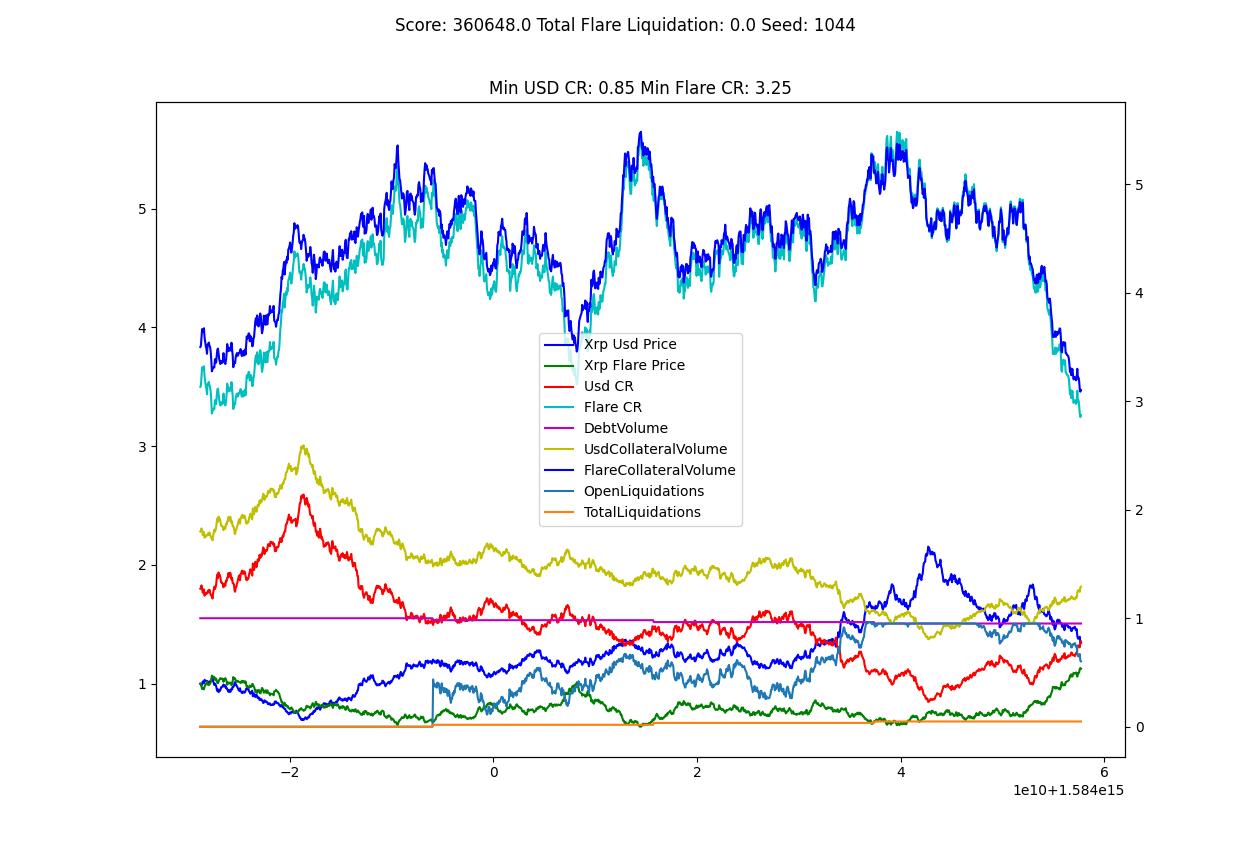 Score: 360648.0 Total Flare Liquidation: 0.0 Seed: 1044
Min USD CR: 0.85 Min Flare CR: 3.25
5
4
3
2
1
5
4
3
2
1
0
Xrp Usd Price
Xrp Flare Price
Usd CR
Flare CR
DebtVolume
UsdCollateralVolume
FlareCollateralVolume
OpenLiquidations
TotalLiquidations
−2 0 2 4 6
1e10+1.584e15